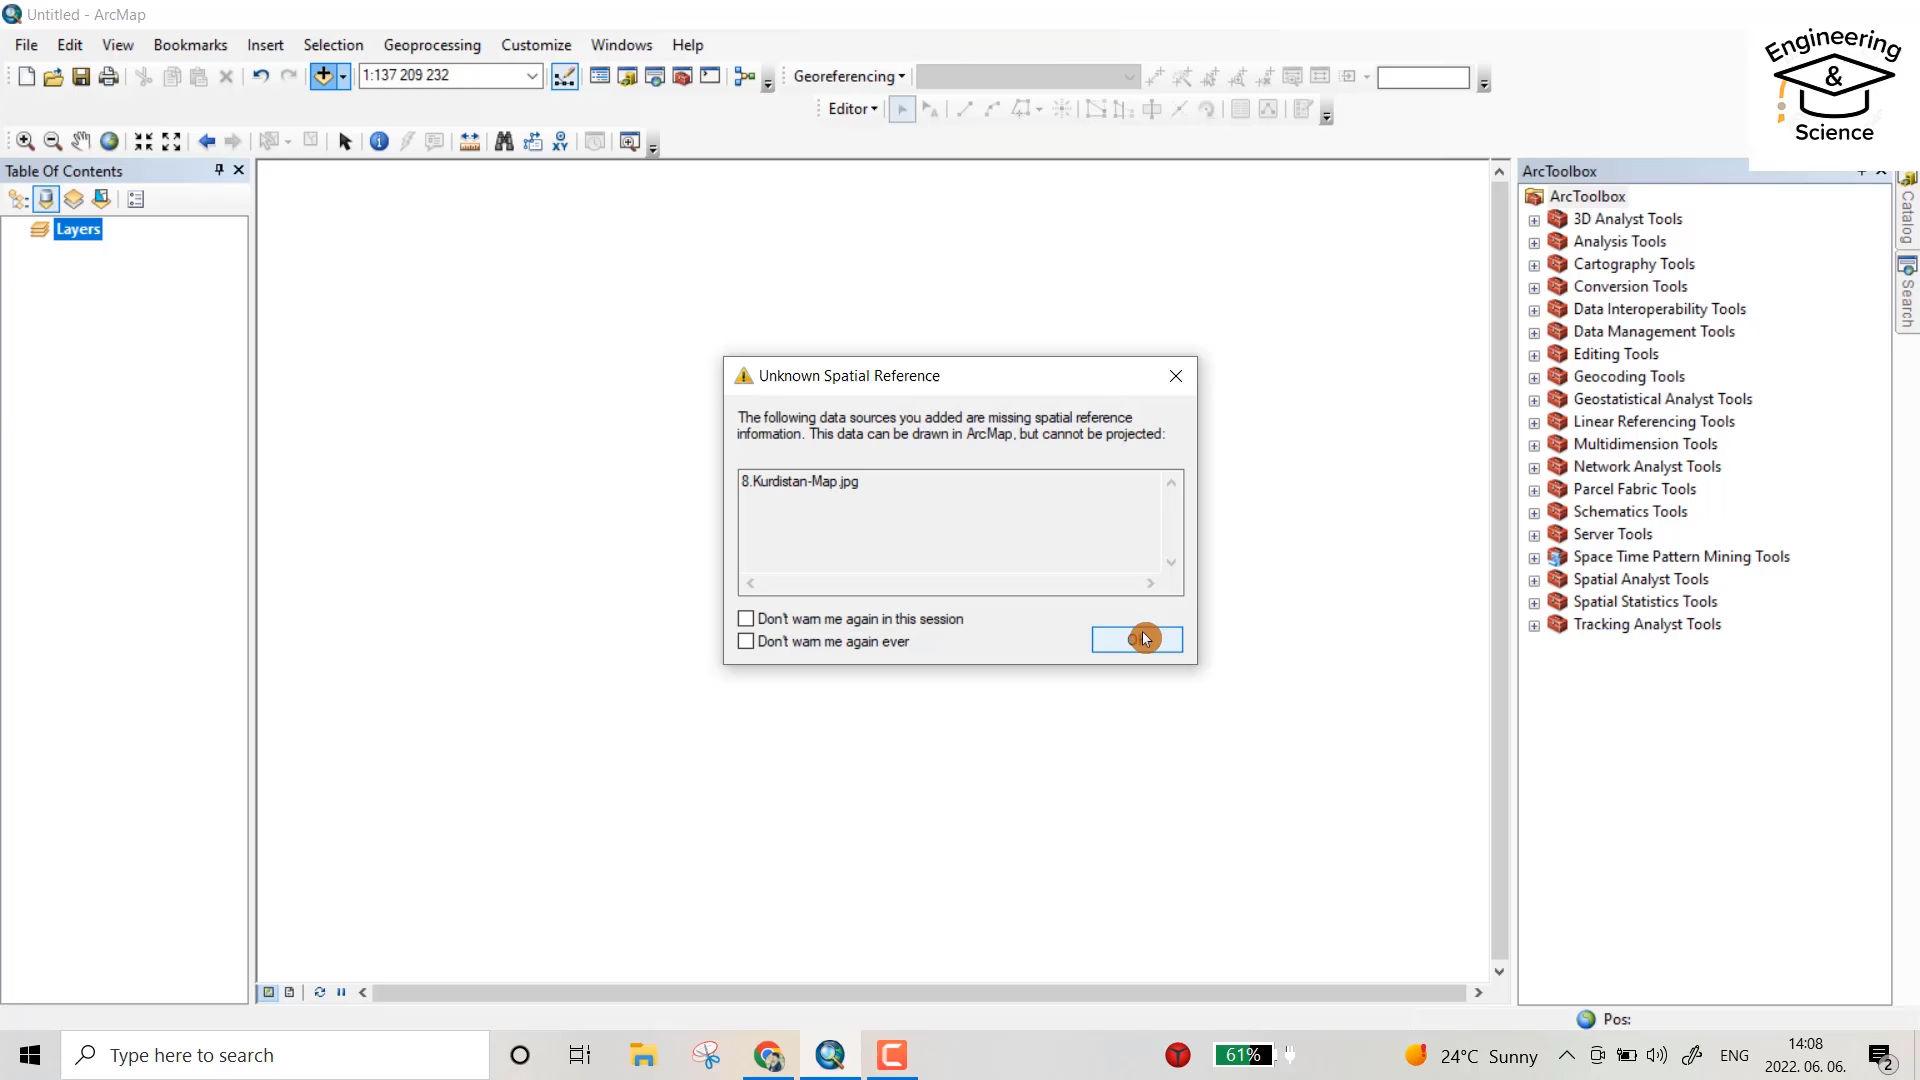 Untitled - ArcMap
File Edit View Bookmarks Insert Selection Geoprocessing Customize Windows Help
1:137 209 232
Georeferencing
Editor
Engineering
&
Science
Table Of Contents
Layers
ArcToolbox
ArcToolbox
3D Analyst Tools
Analysis Tools
Cartography Tools
Conversion Tools
Data Interoperability Tools
Data Management Tools
Editing Tools
Geocoding Tools
Geostatistical Analyst Tools
Linear Referencing Tools
Multidimension Tools
Network Analyst Tools
Parcel Fabric Tools
Schematics Tools
Server Tools
Space Time Pattern Mining Tools
Spatial Analyst Tools
Spatial Statistics Tools
Tracking Analyst Tools
Catalog
Search
Unknown Spatial Reference
The following data sources you added are missing spatial reference
information. This data can be drawn in ArcMap, but cannot be projected:
8.Kurdistan-Map.jpg
Don't warn me again in this session
Don't warn me again ever
Pos:
Type here to search
61%
24°C Sunny
ENG
14:08
2022. 06. 06.
2